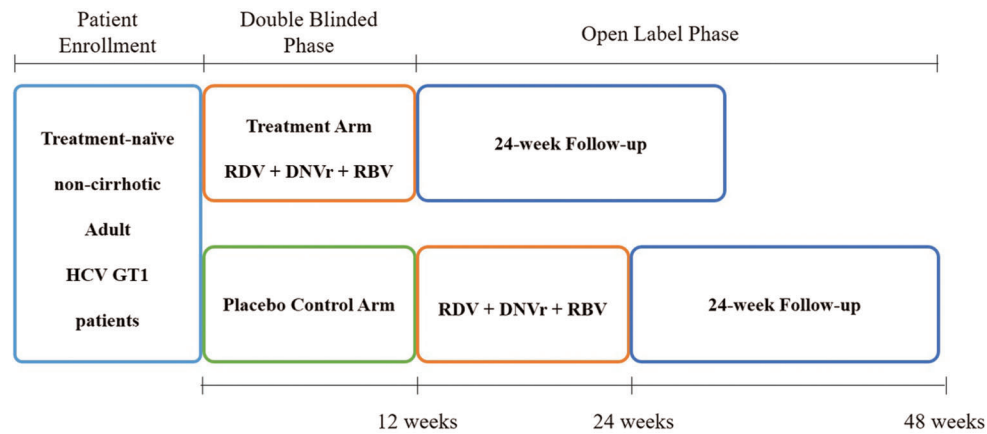 Patient
Enrollment
Double Blinded
Phase
Open Label Phase
Treatment-naïve
non-cirrhotic
Adult
HCV GT1
patients
Treatment Arm
RDV + DNVr + RBV
24-week Follow-up
Placebo Control Arm
RDV + DNVr + RBV
24-week Follow-up
12 weeks
24 weeks
48 weeks